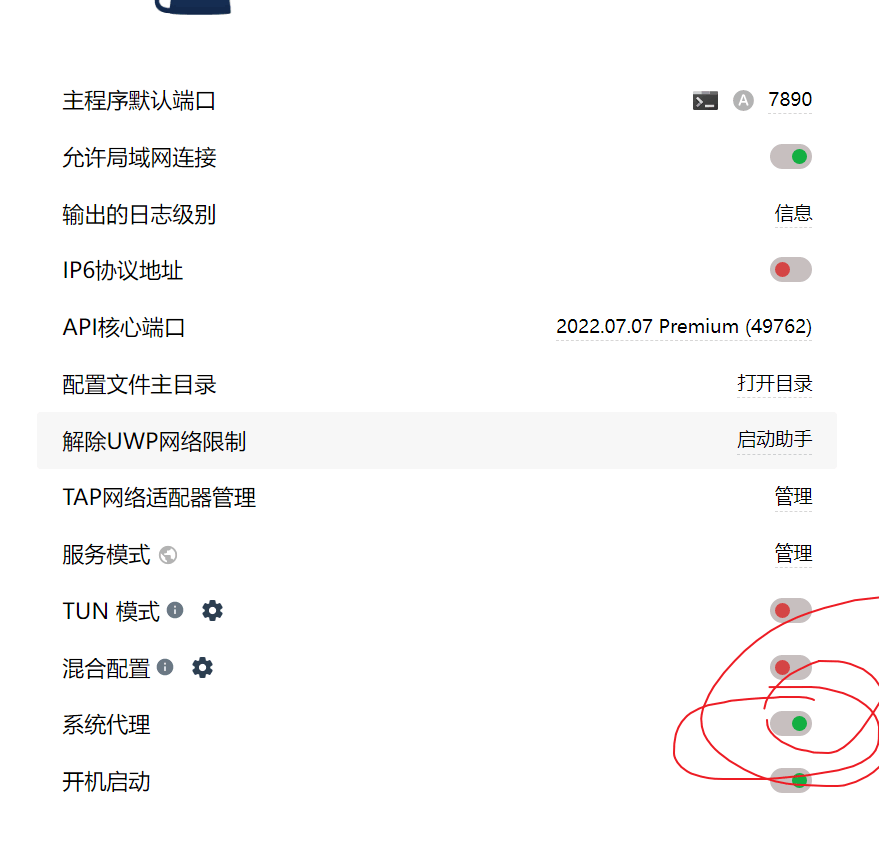 主程序默认端口 A 7890
允许局域网连接
输出的日志级别 信息
IP6协议地址
API核心端口 2022.07.07 Premium (49762)
配置文件主目录 打开目录
解除UWP网络限制 启动助手
TAP网络适配器管理 管理
服务模式 管理
TUN 模式
混合配置
系统代理
开机启动